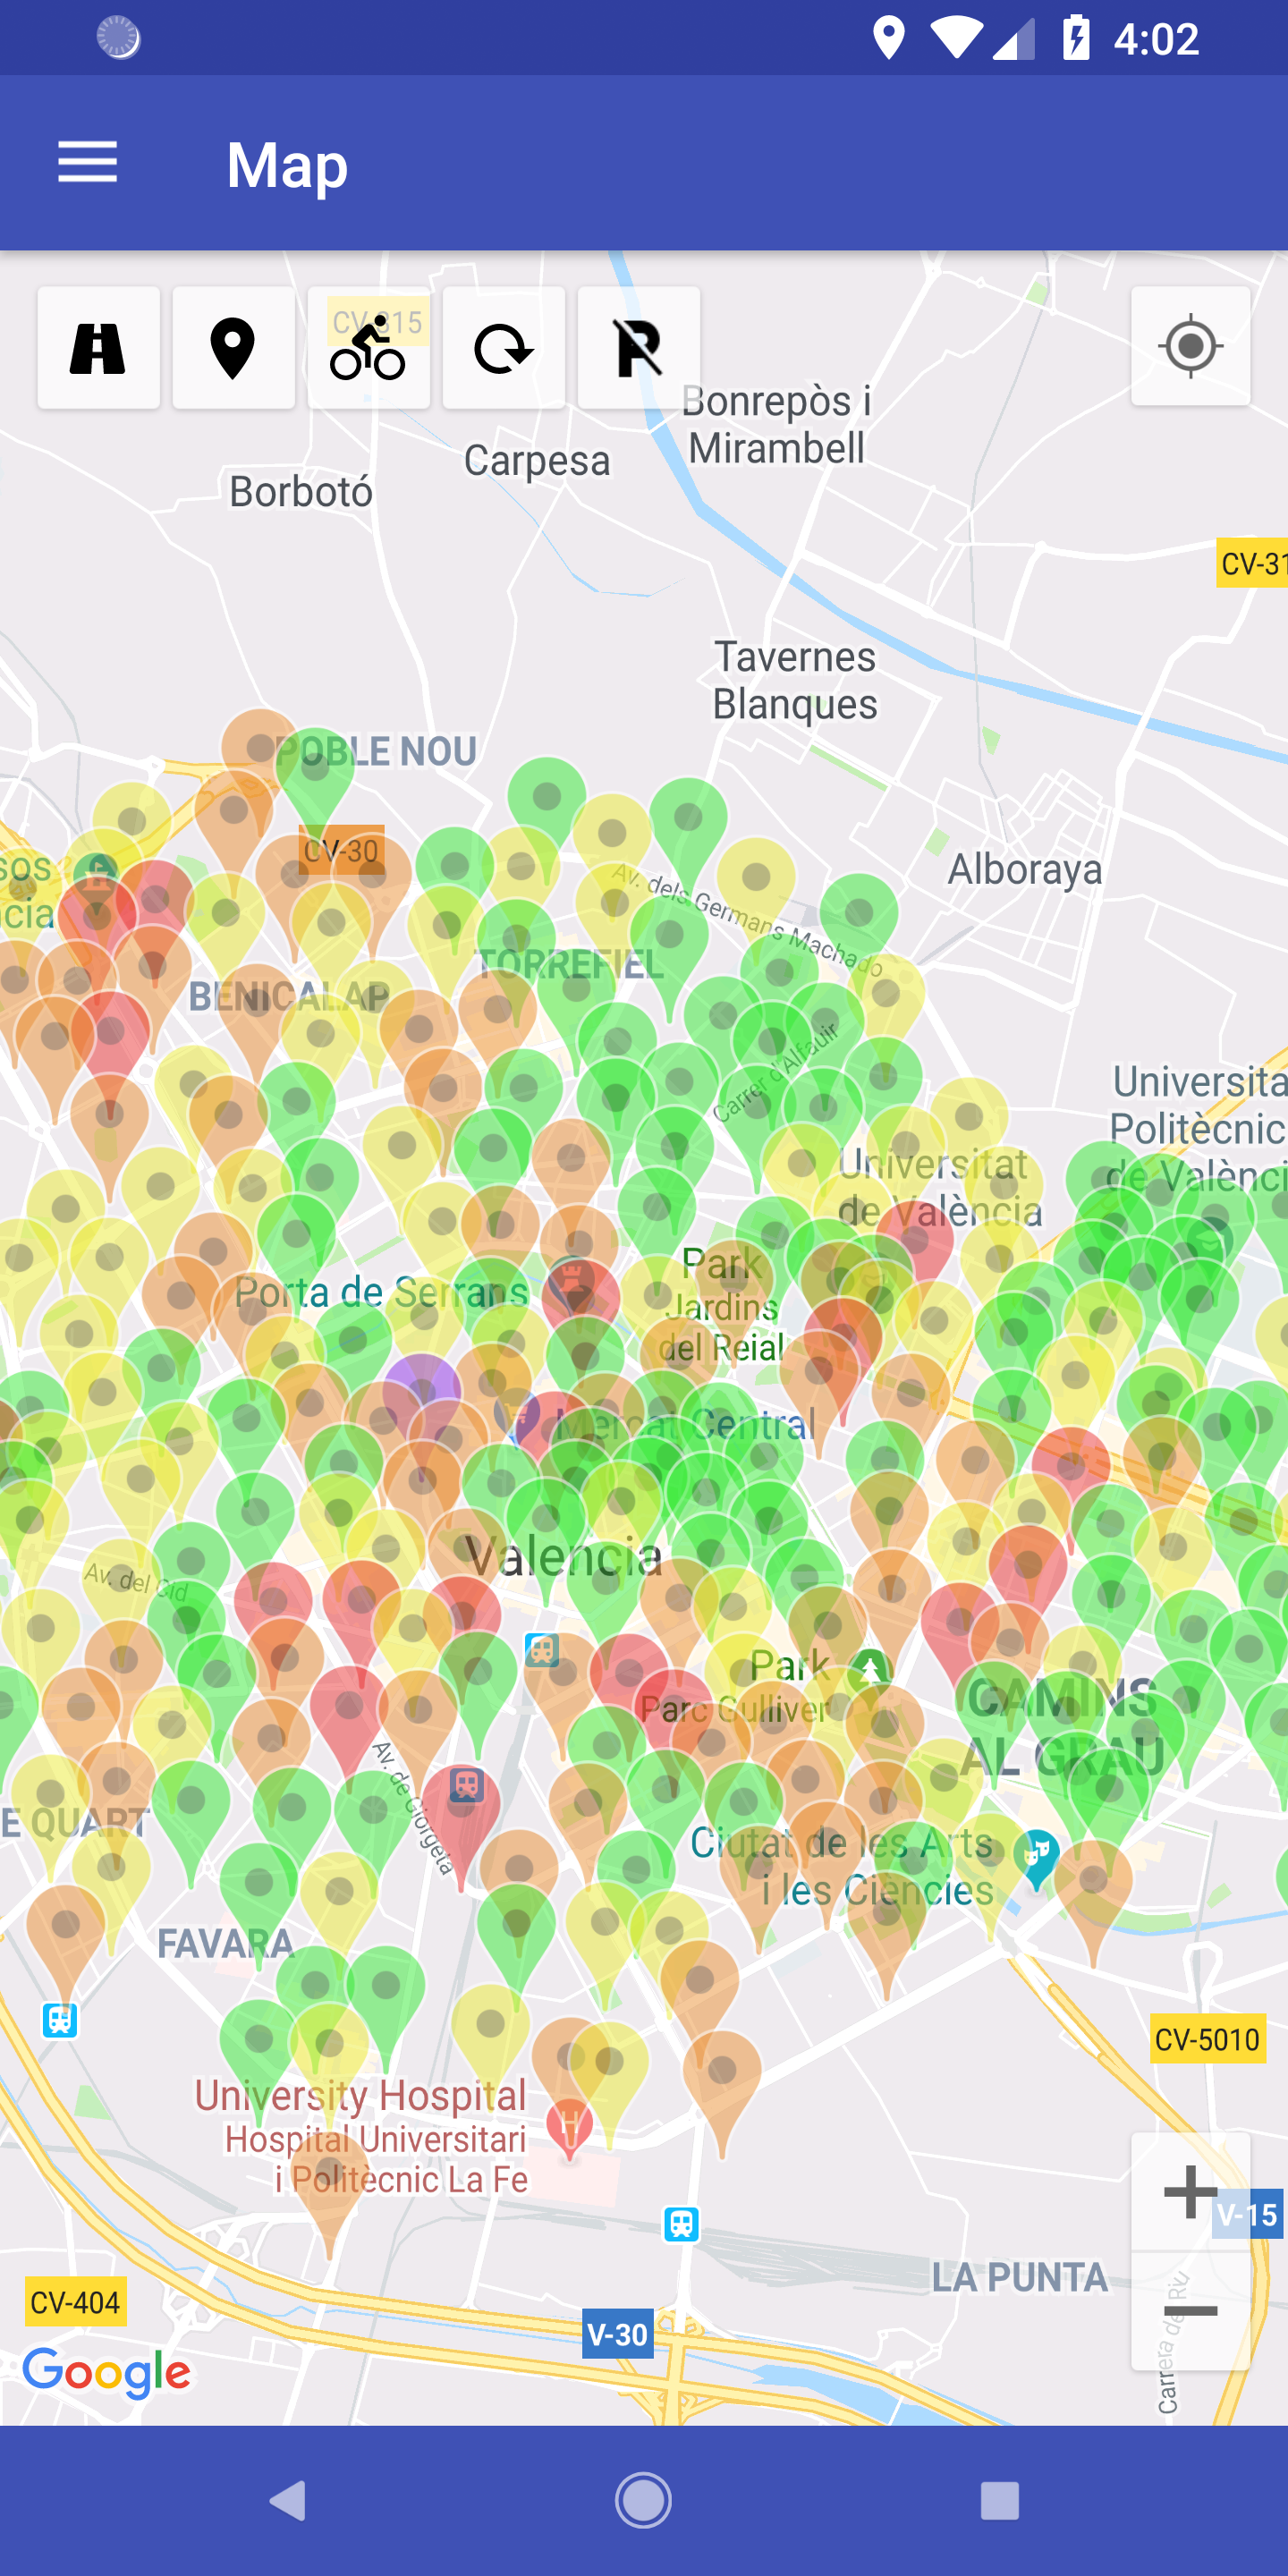 4:02
Map
CV-315
Bonrepòs i
Mirambell
Carpesa
Borbotó
CV-31
Tavernes
Blanques
POBLE NOU
CV-30
sos
cia
Alboraya
Av. dels Germans Machado
TORREFIEL
BENICALAP
Carrer d'Alfauir
Universita
Politècnic
de Valènci
Universitat
de València
Park
Jardins
del Reial
Porta de Serrans
Mercat Central
Valencia
Av. del Cid
Park
Parc Gulliver
CAMINS
AL GRAU
Av. de Giorgeta
E QUART
Ciutat de les Arts
i les Ciències
FAVARA
CV-5010
University Hospital
Hospital Universitari
i Politècnic La Fe
H
V-15
LA PUNTA
CV-404
V-30
Google